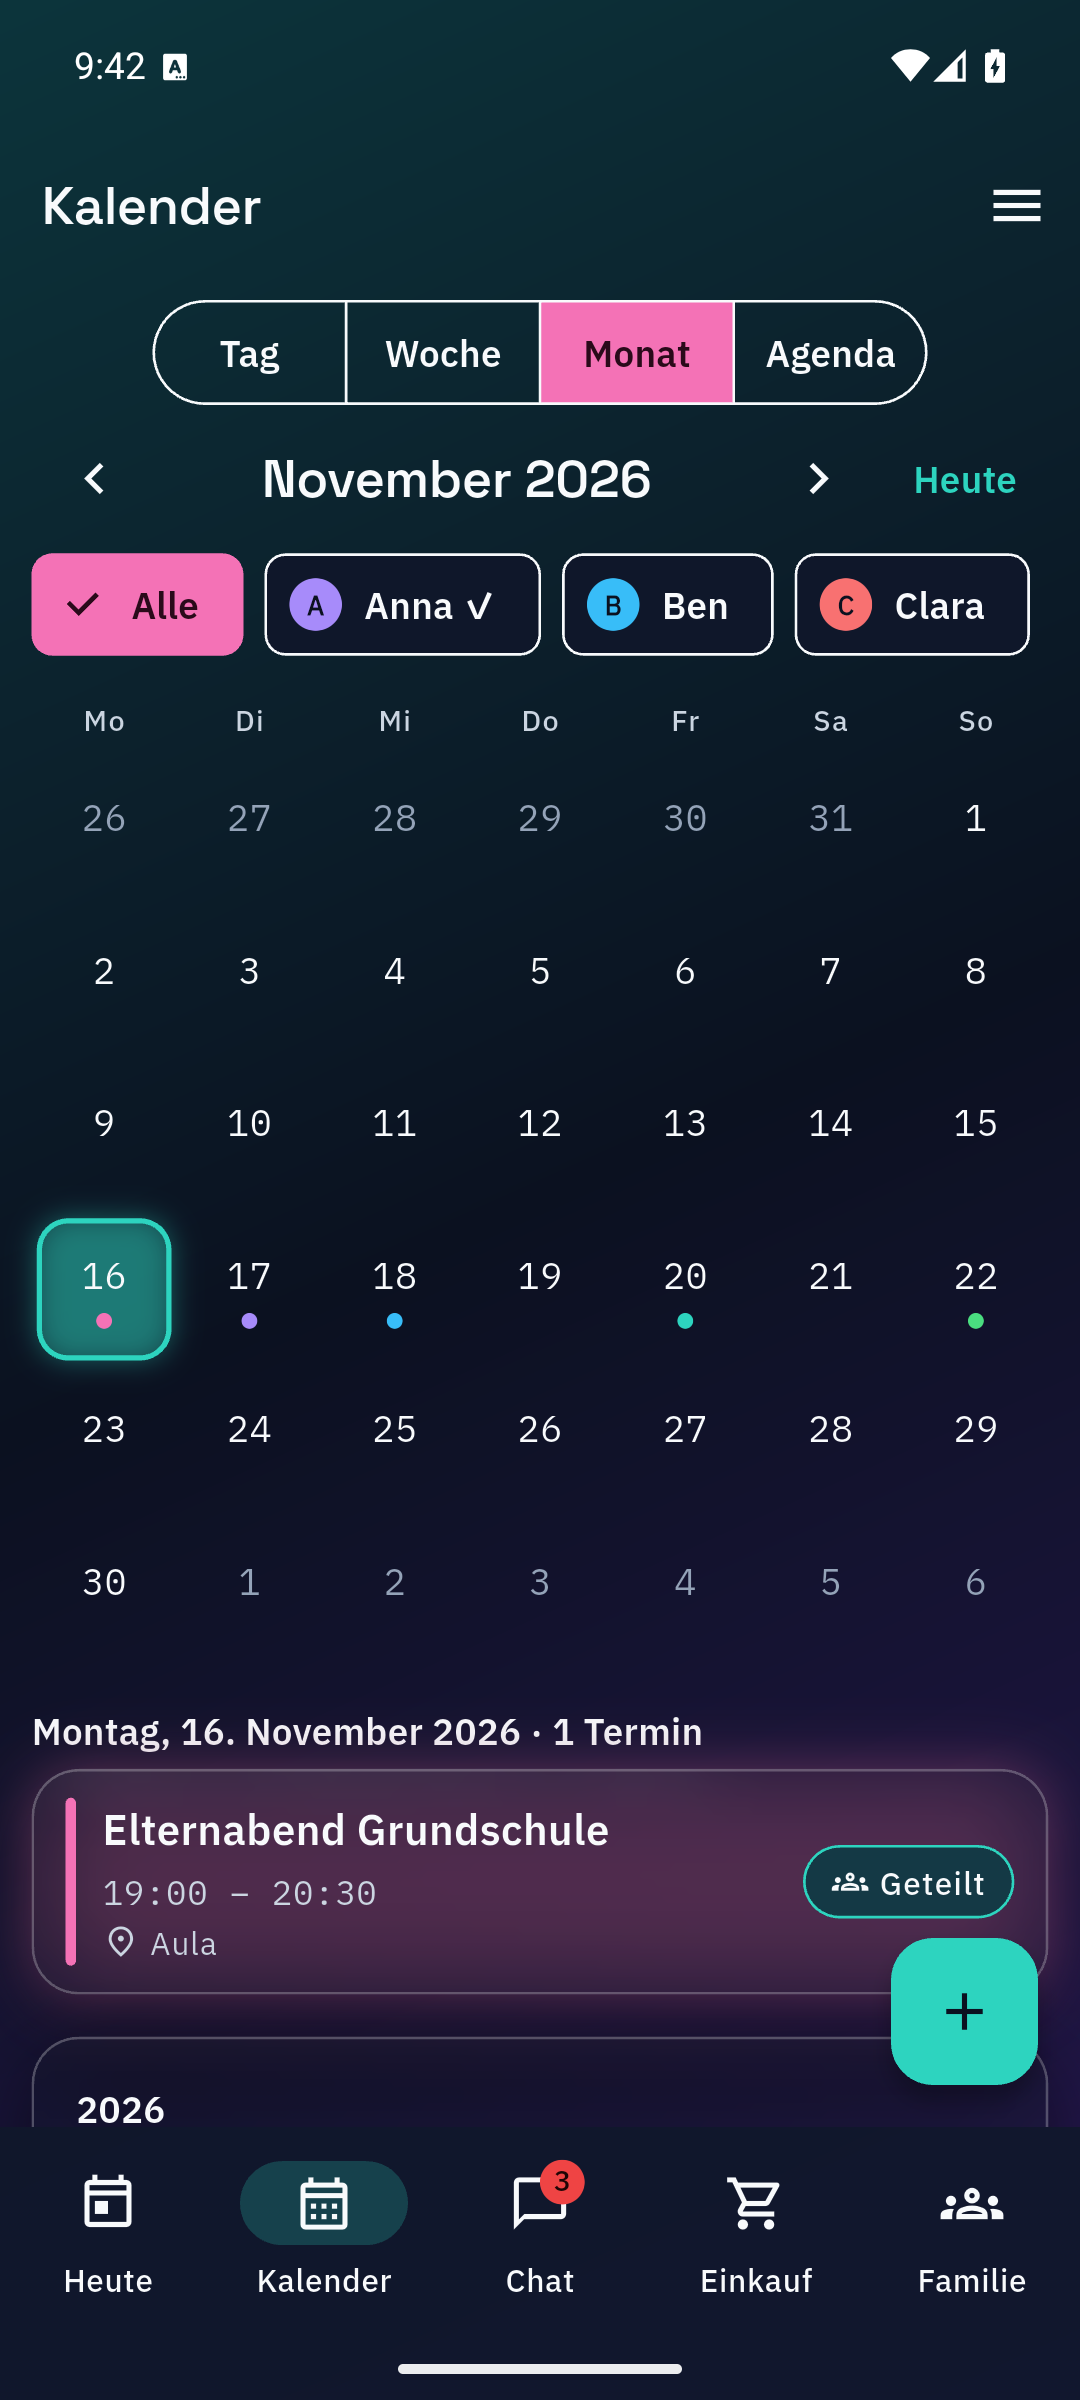 9:42
Kalender
Tag Woche Monat Agenda
November 2026 Heute
Alle A Anna ✓ B Ben C Clara
Mo Di Mi Do Fr Sa So
26 27 28 29 30 31 1
2 3 4 5 6 7 8
9 10 11 12 13 14 15
16 17 18 19 20 21 22
23 24 25 26 27 28 29
30 1 2 3 4 5 6
Montag, 16. November 2026 · 1 Termin
Elternabend Grundschule
19:00 – 20:30
Geteilt
Aula
+
2026
3
Heute Kalender Chat Einkauf Familie